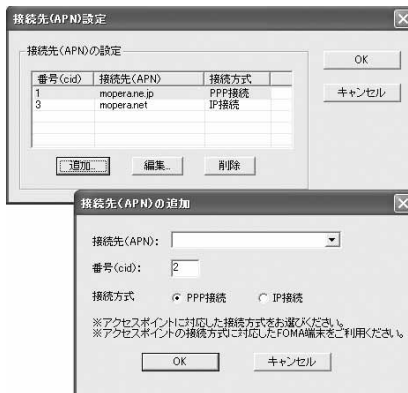 接続先(APN)設定
接続先(APN)の設定
番号(cid) 接続先(APN) 接続方式
1 mopera.ne.jp PPP接続
3 mopera.net IP接続
追加... 編集... 削除
OK
キャンセル
接続先(APN)の追加
接続先(APN):
番号(cid): 2
接続方式 PPP接続 IP接続
※アクセスポイントに対応した接続方式をお選びください。
※アクセスポイントの接続方式に対応したFOMA端末をご利用ください。
OK キャンセル